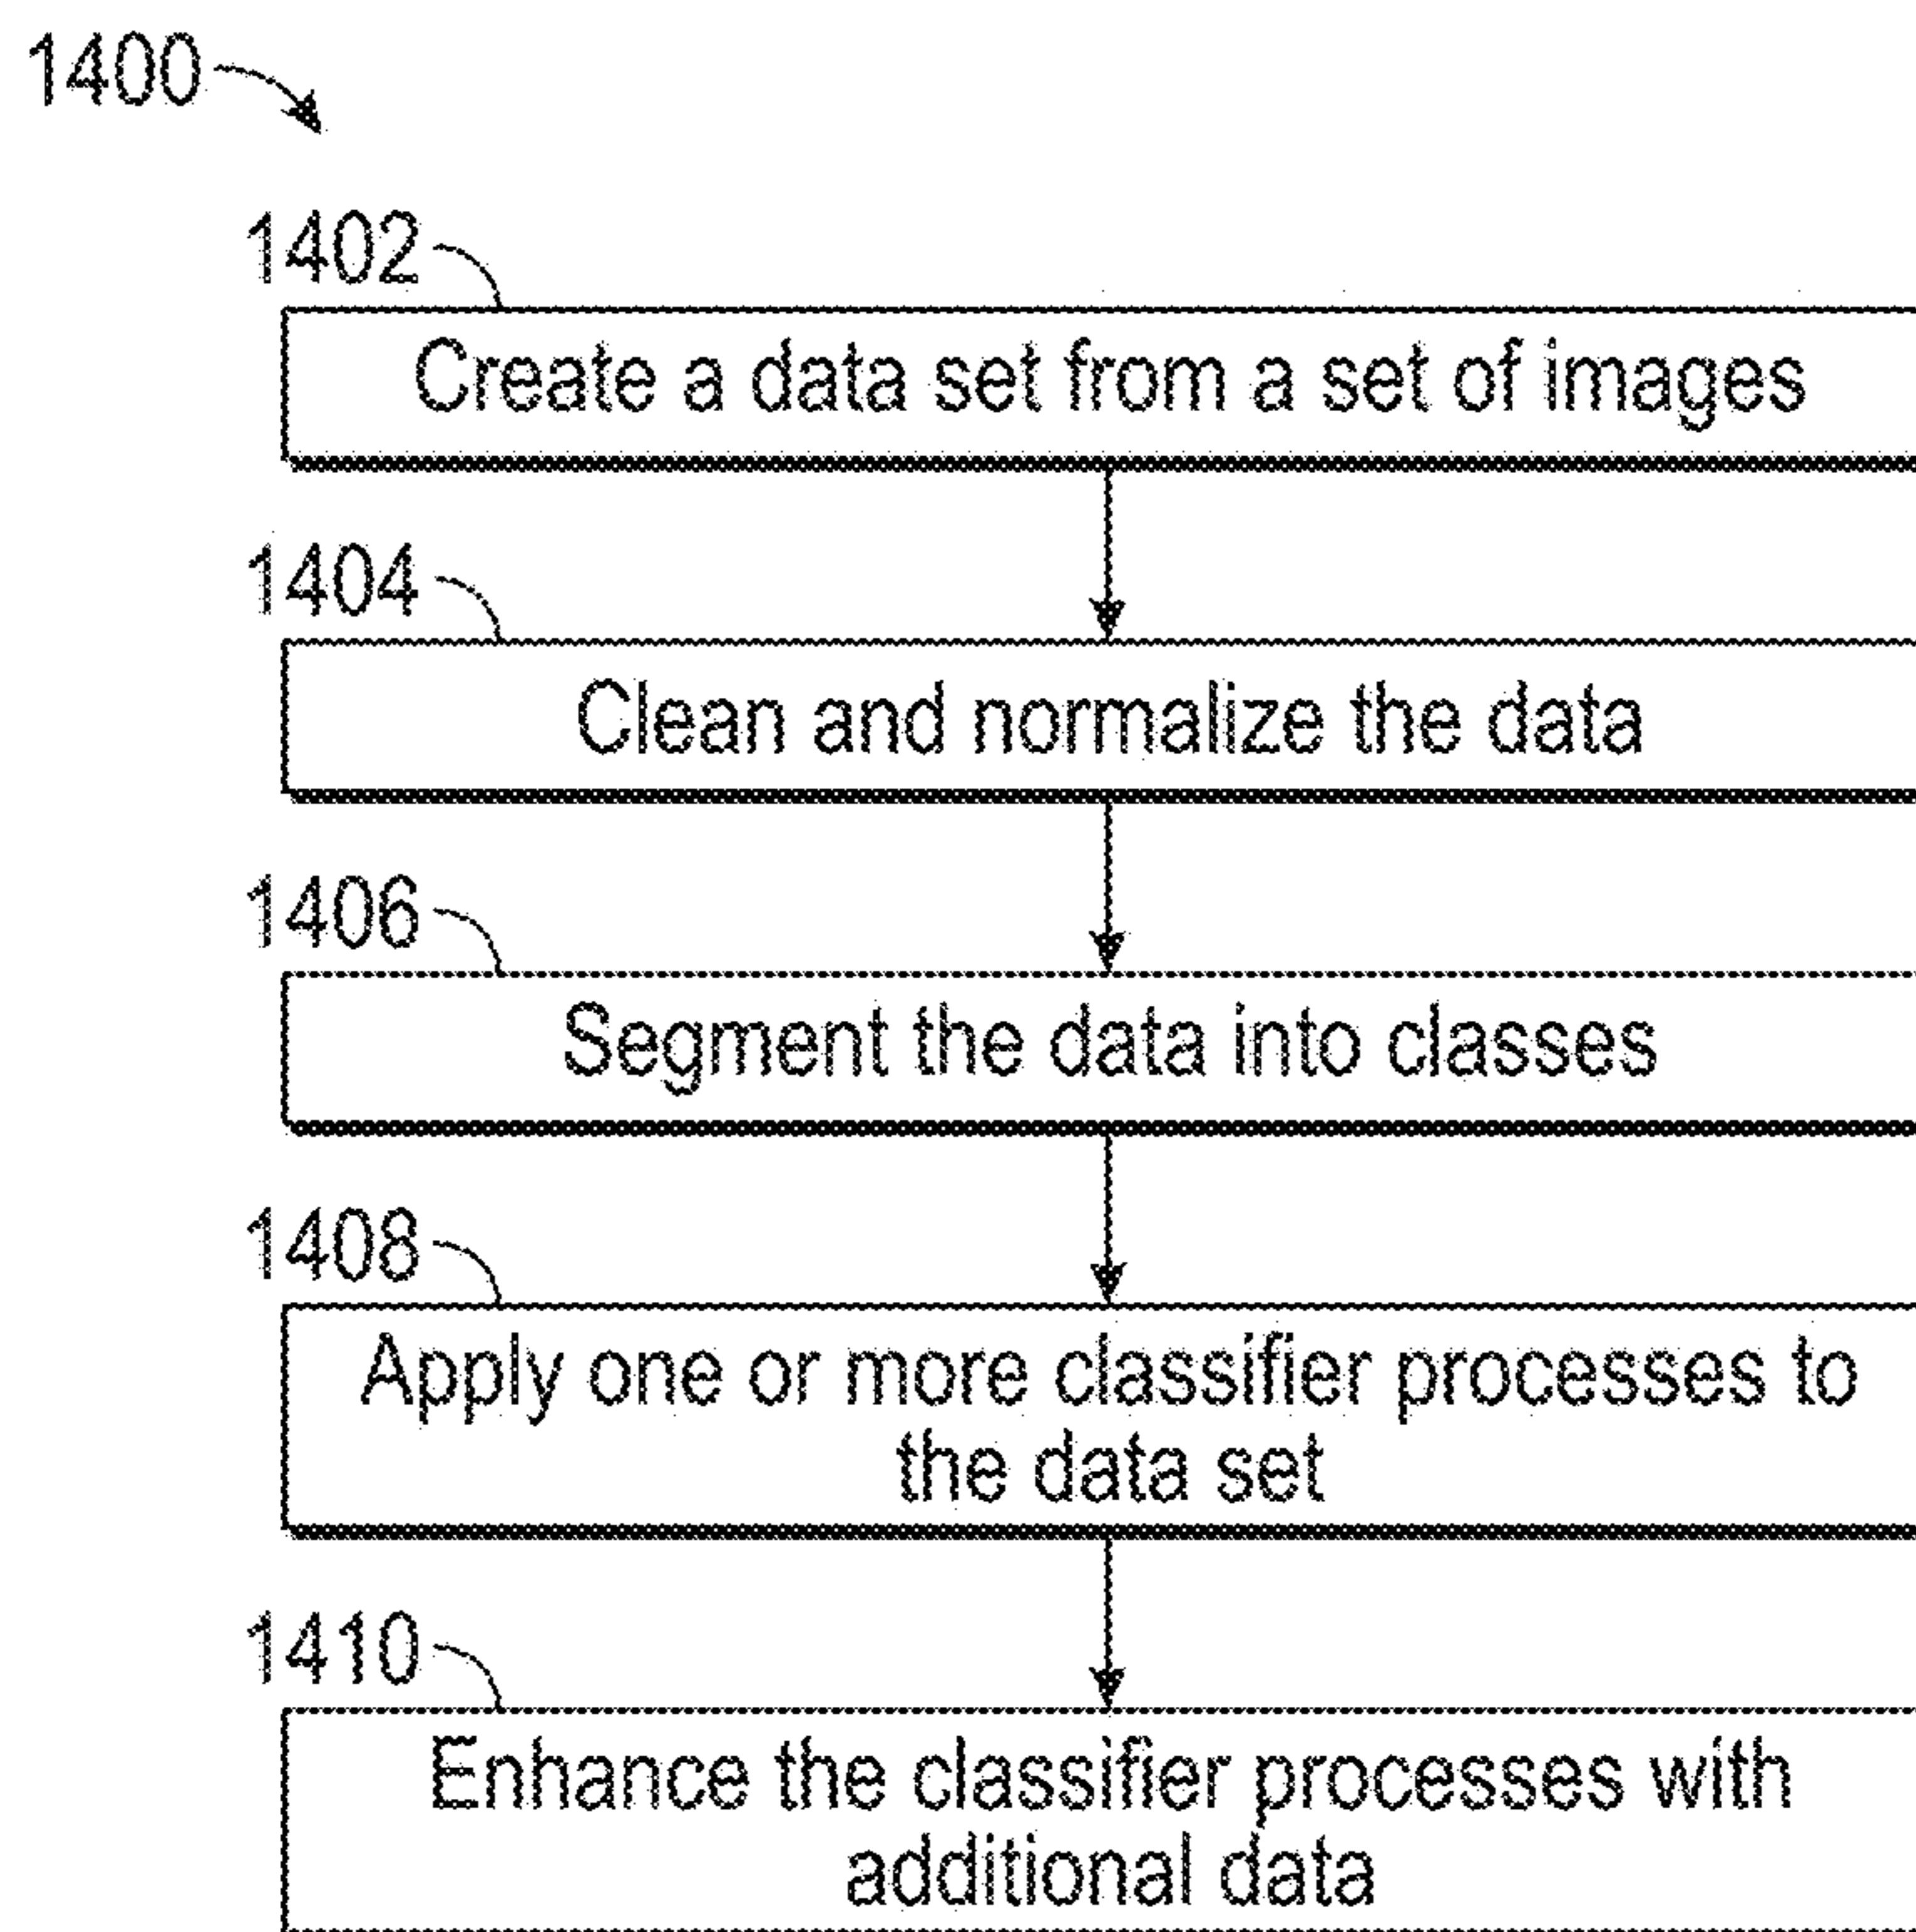 1400
1402
Create a data set from a set of images
1404
Clean and normalize the data
1406
Segment the data into classes
1408
Apply one or more classifier processes to
the data set
1410
Enhance the classifier processes with
additional data